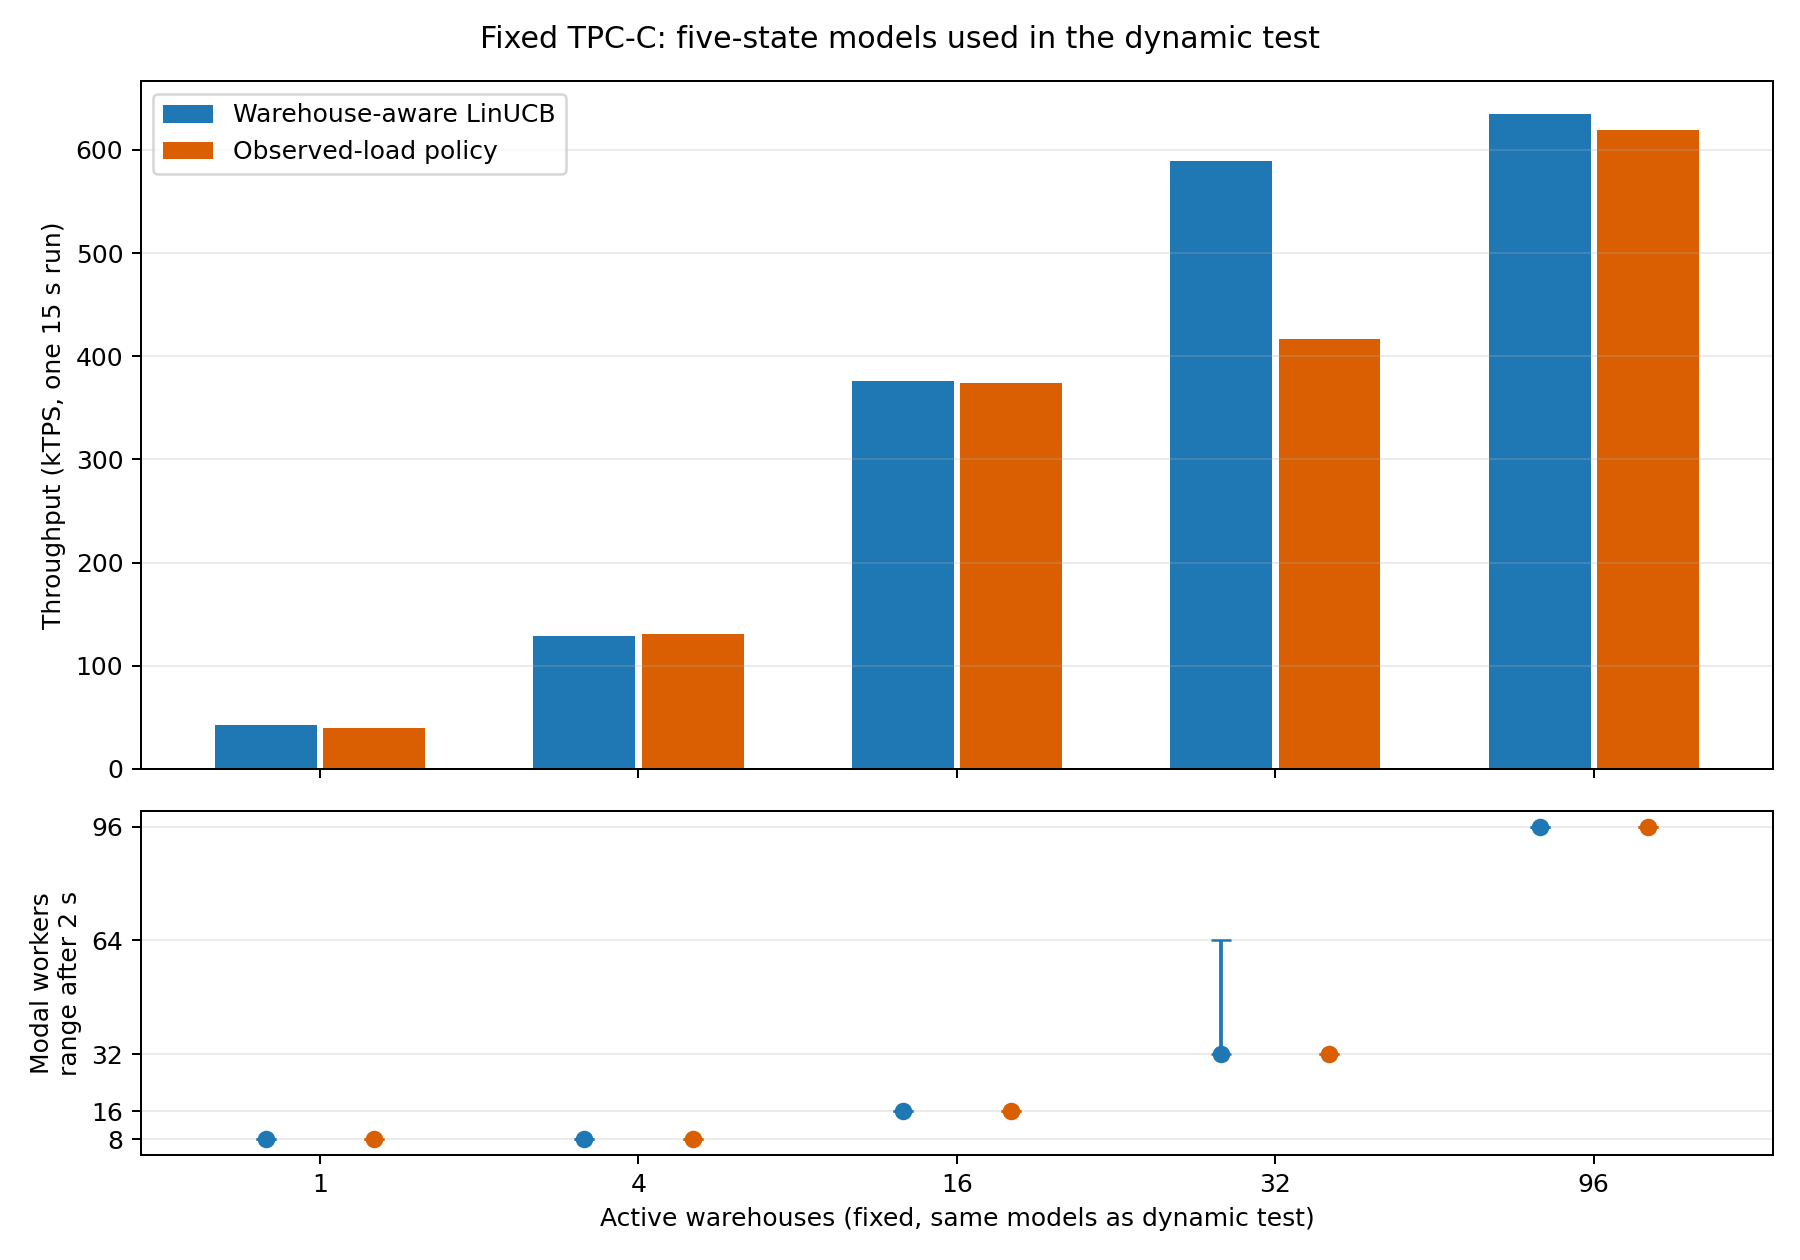 Fixed TPC-C: five-state models used in the dynamic test
Warehouse-aware LinUCB
Observed-load policy
Throughput (kTPS, one 15 s run)
600
500
400
300
200
100
0
Modal workers
range after 2 s
96
64
32
16
8
1 4 16 32 96
Active warehouses (fixed, same models as dynamic test)